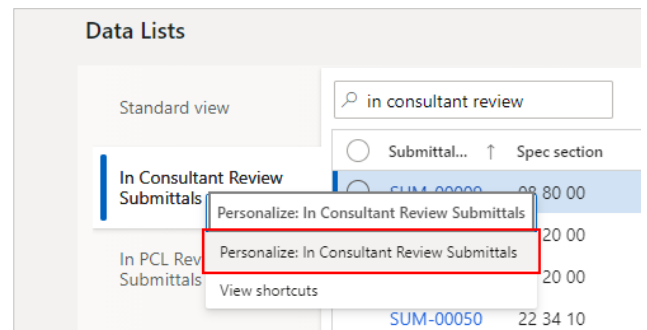 Data Lists
Standard view
in consultant review
Submittal... ↑ Spec section
In Consultant Review
Submittals
SUM-00009 08 80 00
Personalize: In Consultant Review Submittals
20 00
Personalize: In Consultant Review Submittals
In PCL Rev
Submittals
20 00
View shortcuts
SUM-00050 22 34 10